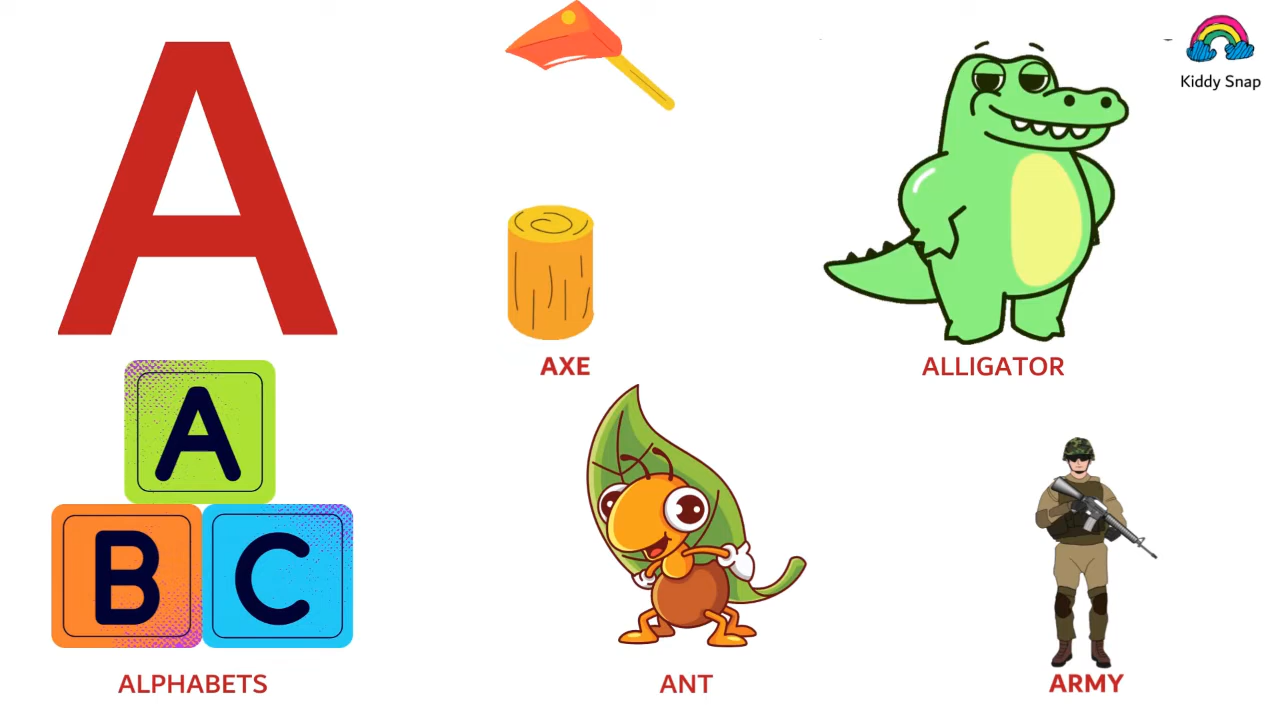 A
Kiddy Snap
AXE
ALLIGATOR
A
B C
ALPHABETS
ANT
ARMY